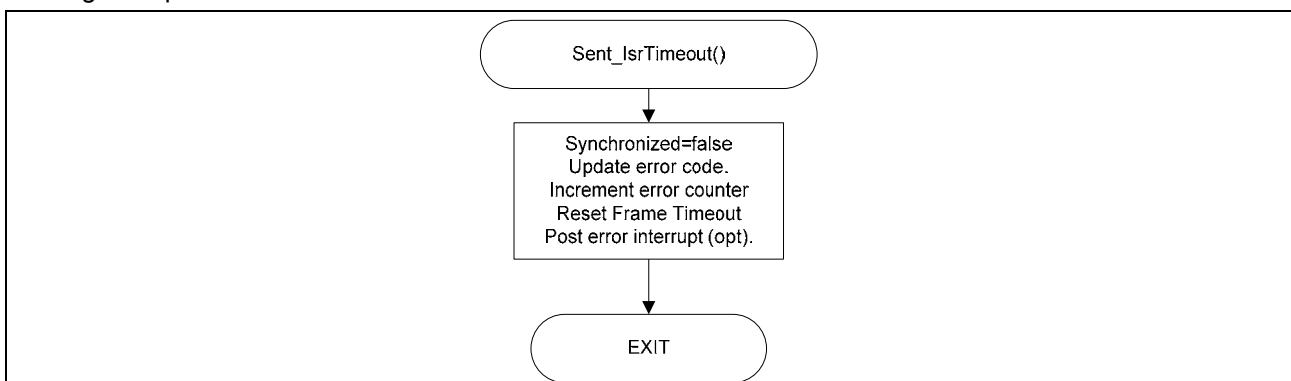 Sent_IsrTimeout()
Synchronized=false
Update error code.
Increment error counter
Reset Frame Timeout
Post error interrupt (opt).
EXIT